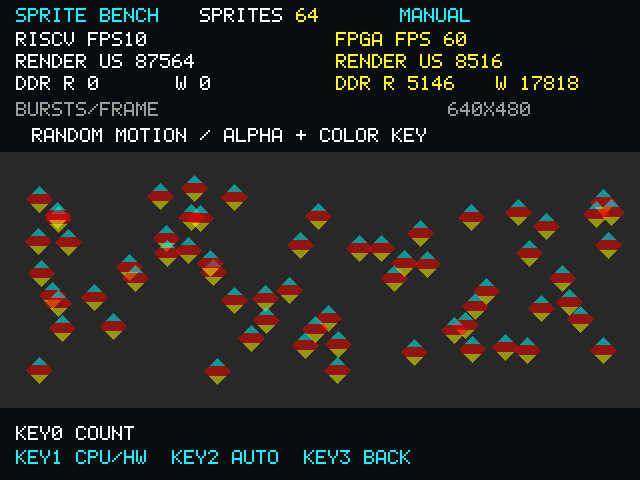 SPRITE BENCH SPRITES 64 MANUAL
RISCV FPS10 FPGA FPS 60
RENDER US 87564 RENDER US 8516
DDR R 0 W 0 DDR R 5146 W 17818
BURSTS/FRAME 640X480
RANDOM MOTION / ALPHA + COLOR KEY
KEY0 COUNT
KEY1 CPU/HW KEY2 AUTO KEY3 BACK